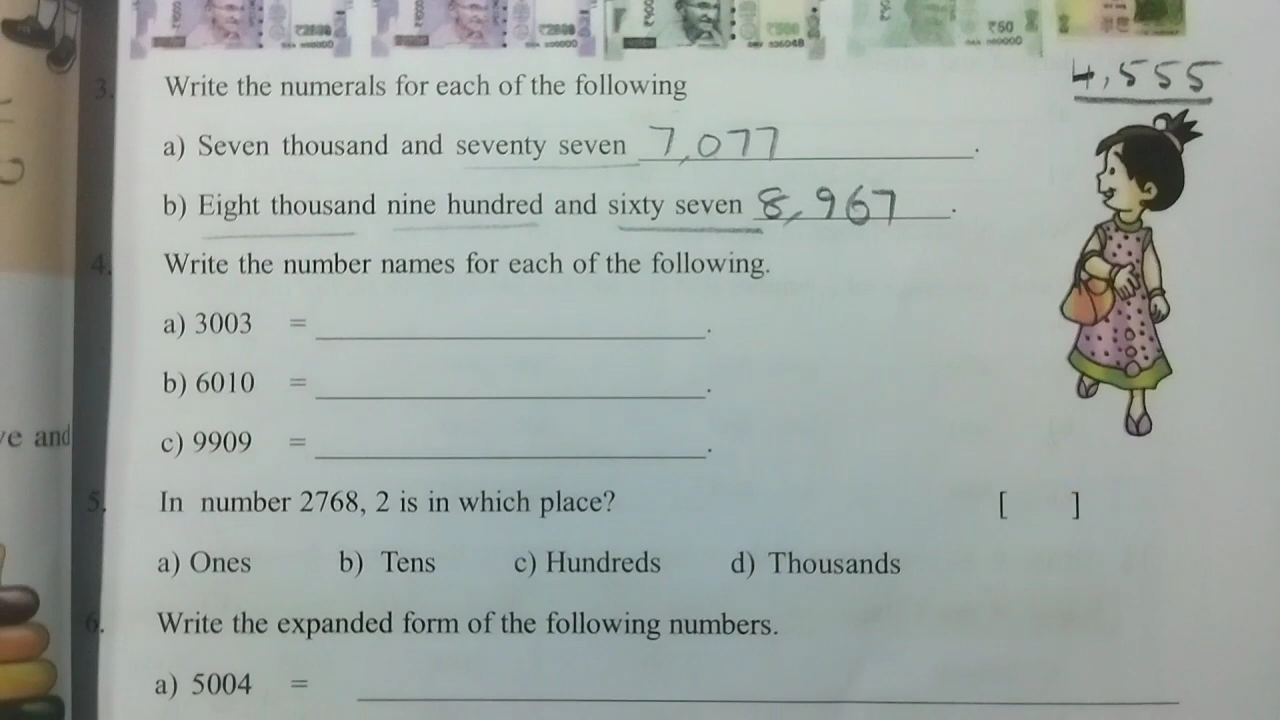 ₹50
4,555
3. Write the numerals for each of the following
a) Seven thousand and seventy seven 7,077.
b) Eight thousand nine hundred and sixty seven 8,967.
4. Write the number names for each of the following.
a) 3003 = .
b) 6010 = .
c) 9909 = .
ve and
5. In number 2768, 2 is in which place? [ ]
a) Ones b) Tens c) Hundreds d) Thousands
6. Write the expanded form of the following numbers.
a) 5004 =